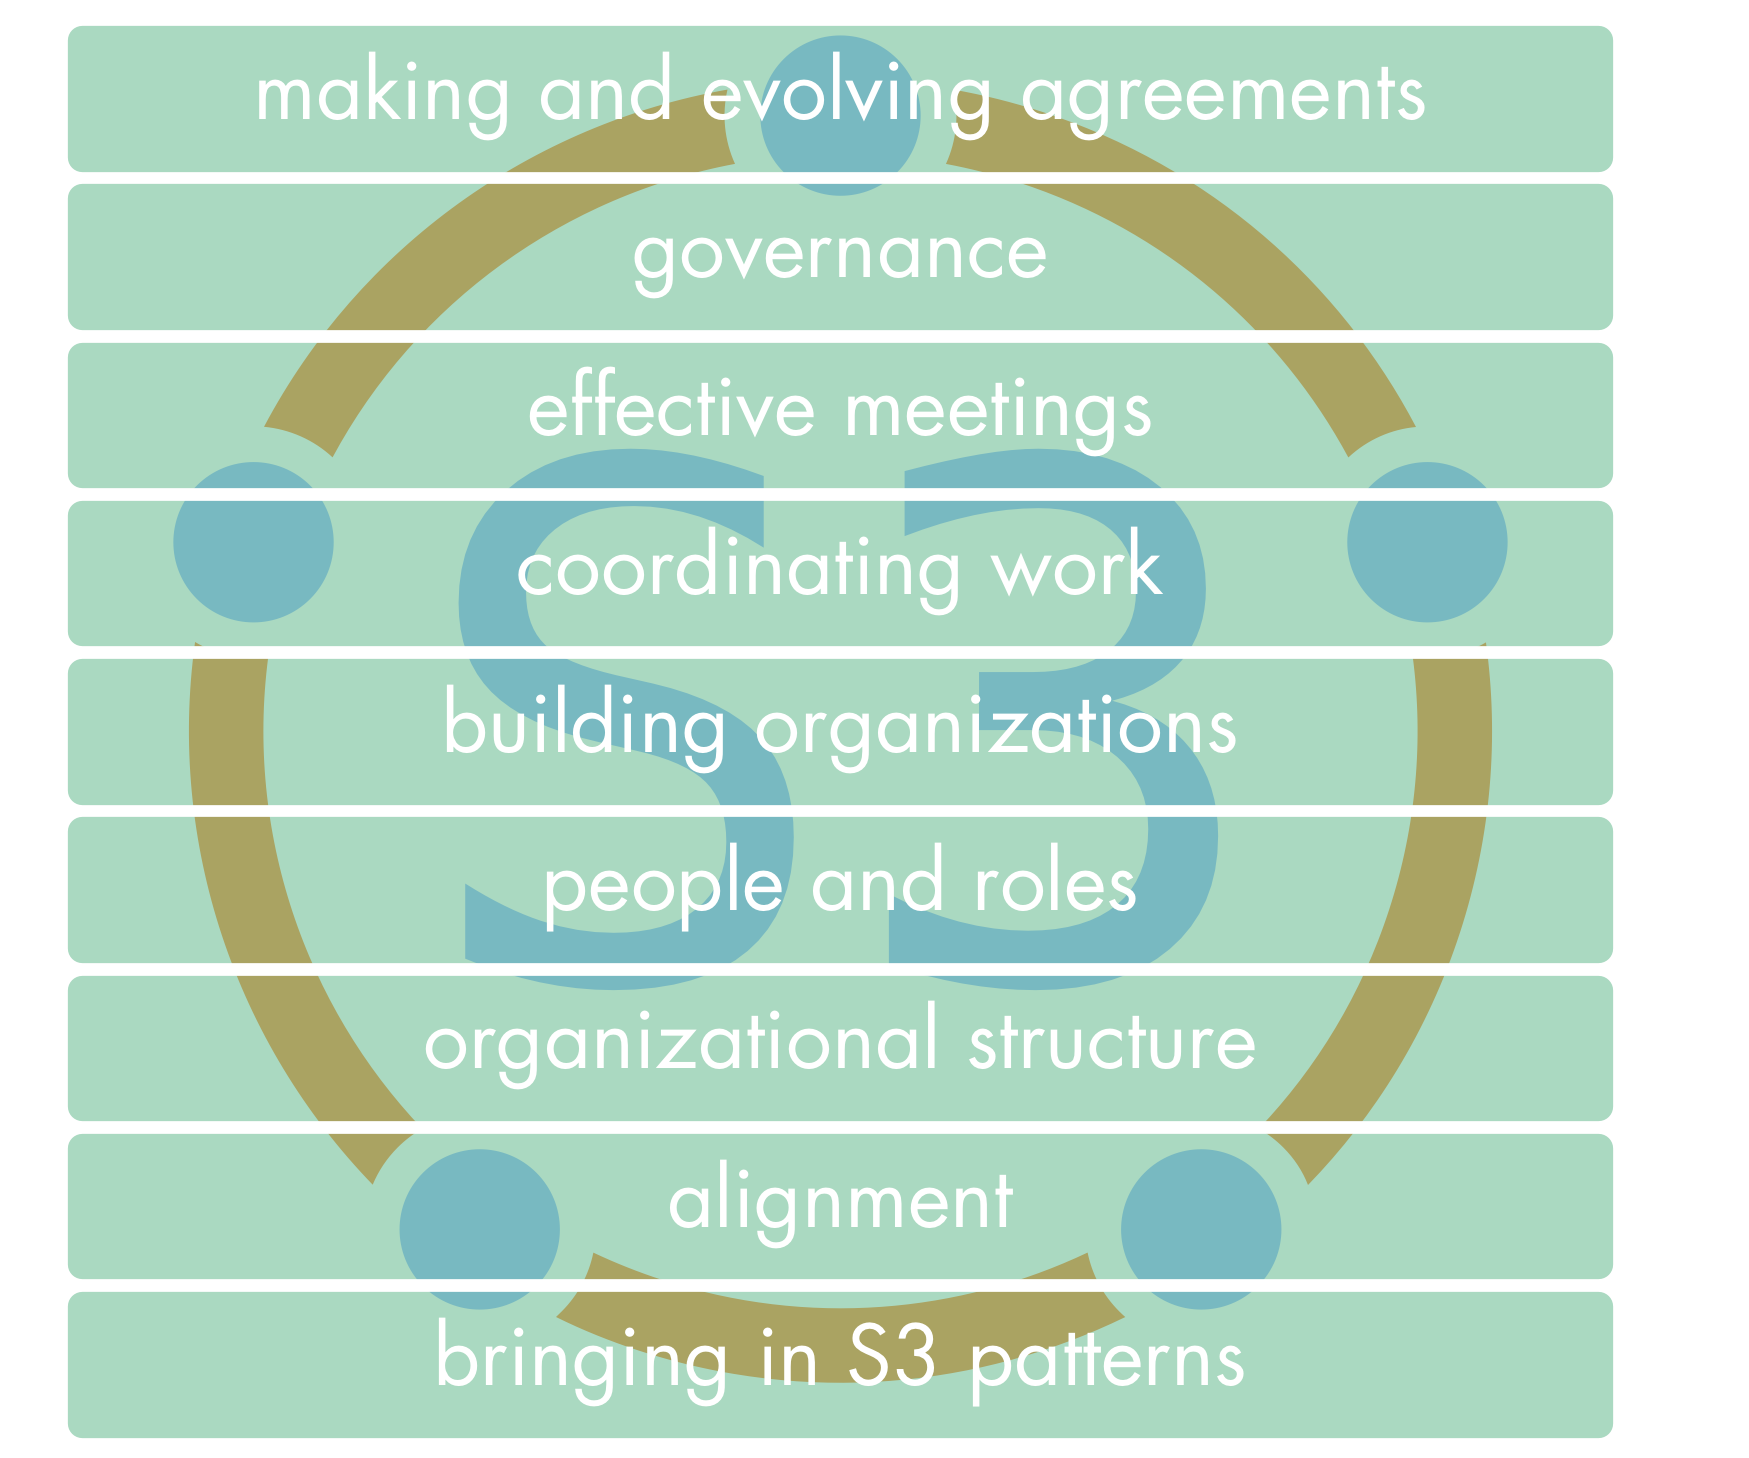 making and evolving agreements
governance
effective meetings
S3
coordinating work
building organizations
people and roles
organizational structure
alignment
bringing in S3 patterns